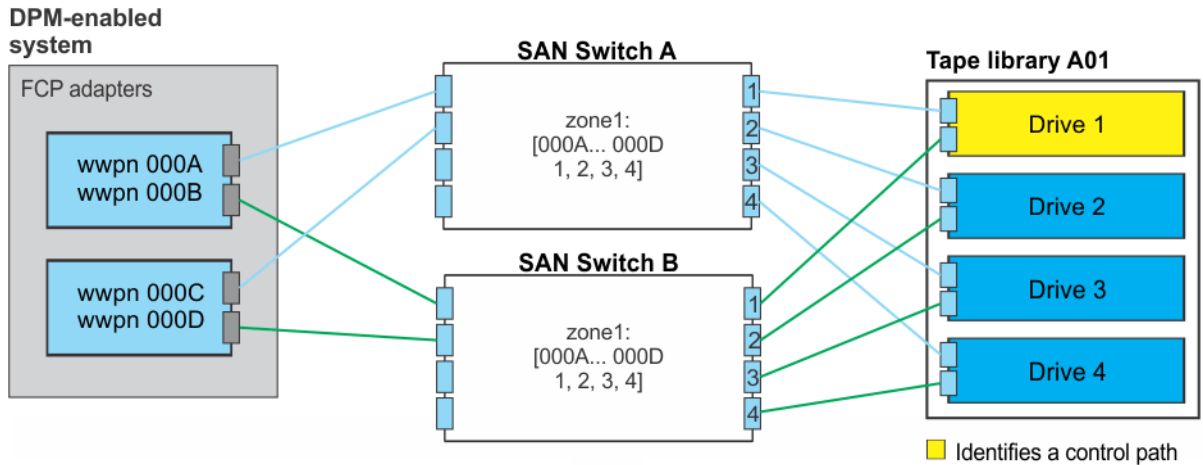 DPM-enabled
system
FCP adapters
wwpn 000A
wwpn 000B
wwpn 000C
wwpn 000D
SAN Switch A
zone1:
[000A... 000D
1, 2, 3, 4]
1
2
3
4
SAN Switch B
zone1:
[000A... 000D
1, 2, 3, 4]
1
2
3
4
Tape library A01
Drive 1
Drive 2
Drive 3
Drive 4
Identifies a control path